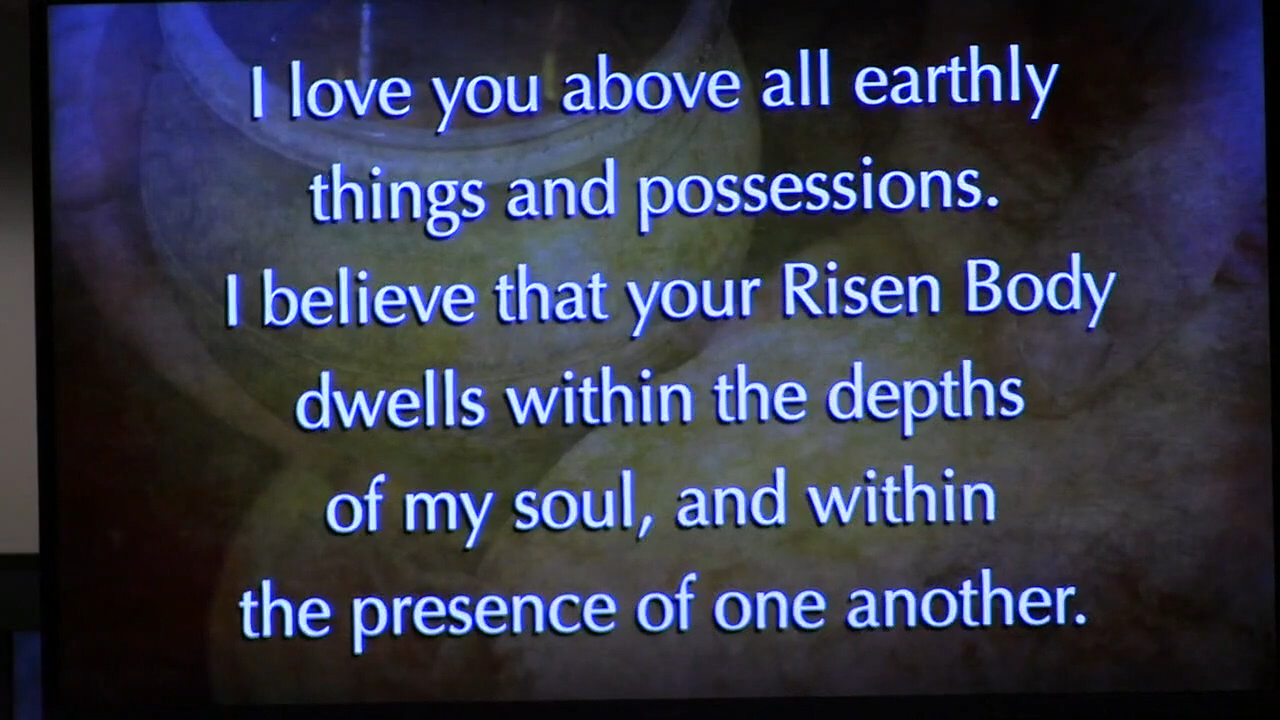 I love you above all earthly
things and possessions.
I believe that your Risen Body
dwells within the depths
of my soul, and within
the presence of one another.